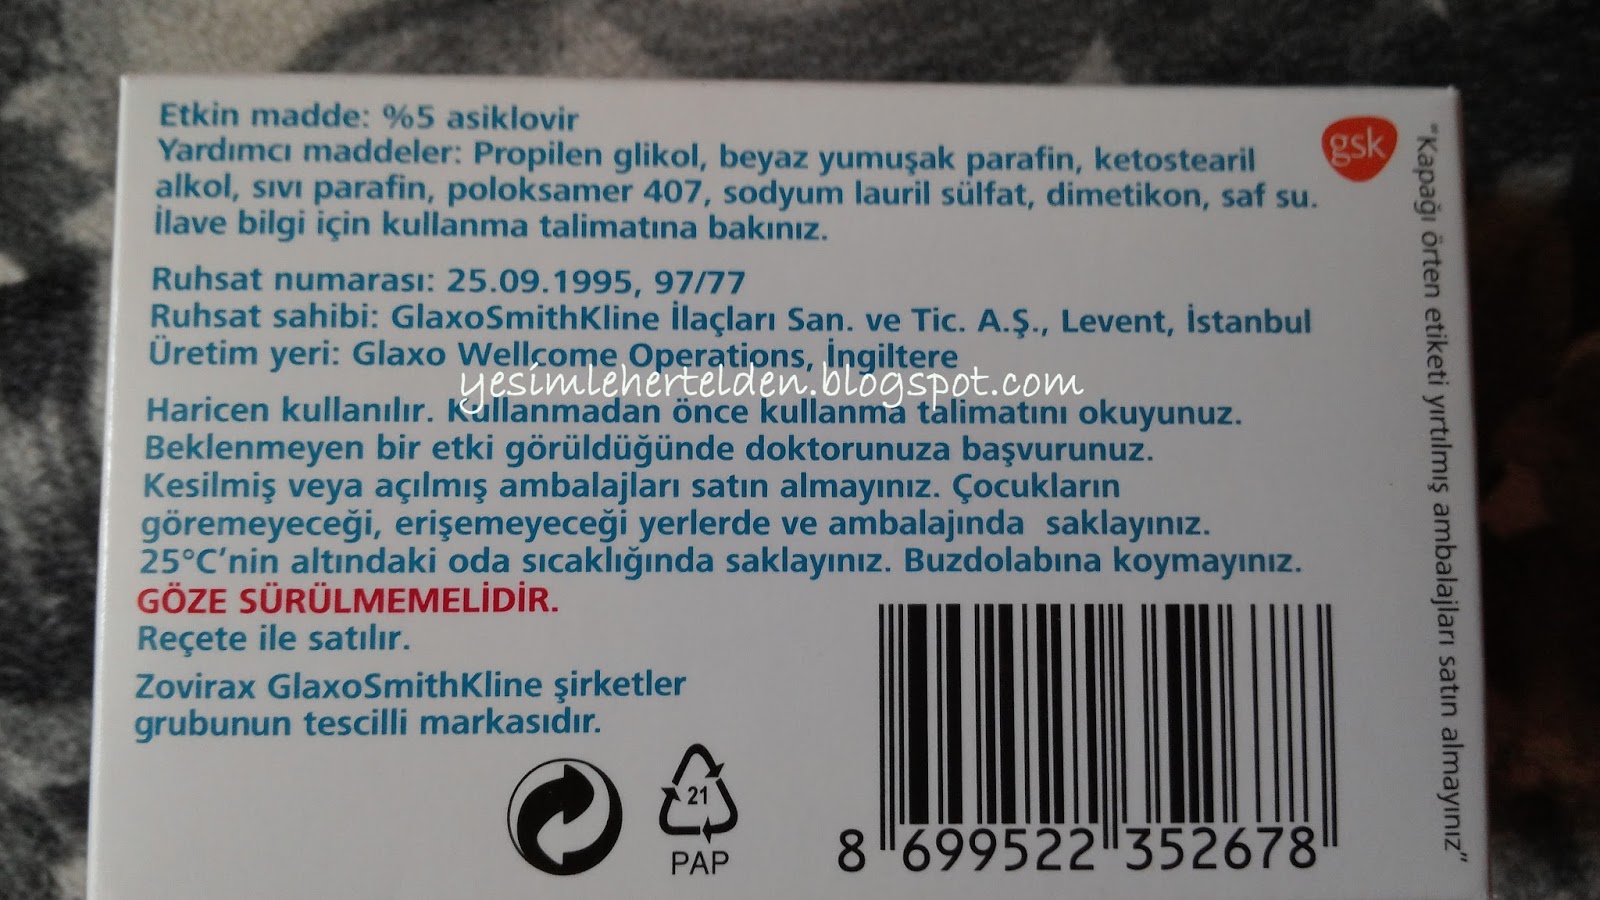 Etkin madde: %5 asiklovir
Yardımcı maddeler: Propilen glikol, beyaz yumuşak parafin, ketostearil
alkol, sıvı parafin, poloksamer 407, sodyum lauril sülfat, dimetikon, saf su.
İlave bilgi için kullanma talimatına bakınız.
gsk
"Kapağı örten etiketi yırtılmış ambalajları satın almayınız"
Ruhsat numarası: 25.09.1995, 97/77
Ruhsat sahibi: GlaxoSmithKline İlaçları San. ve Tic. A.Ş., Levent, İstanbul
Üretim yeri: Glaxo Wellcome Operations, İngiltere
yesimlehertelden.blogspot.com
Haricen kullanılır. Kullanmadan önce kullanma talimatını okuyunuz.
Beklenmeyen bir etki görüldüğünde doktorunuza başvurunuz.
Kesilmiş veya açılmış ambalajları satın almayınız. Çocukların
göremeyeceği, erişemeyeceği yerlerde ve ambalajında saklayınız.
25°C'nin altındaki oda sıcaklığında saklayınız. Buzdolabına koymayınız.
GÖZE SÜRÜLMEMELİDİR.
Reçete ile satılır.
Zovirax GlaxoSmithKline şirketler
grubunun tescilli markasıdır.
21
PAP
8 699522 352678